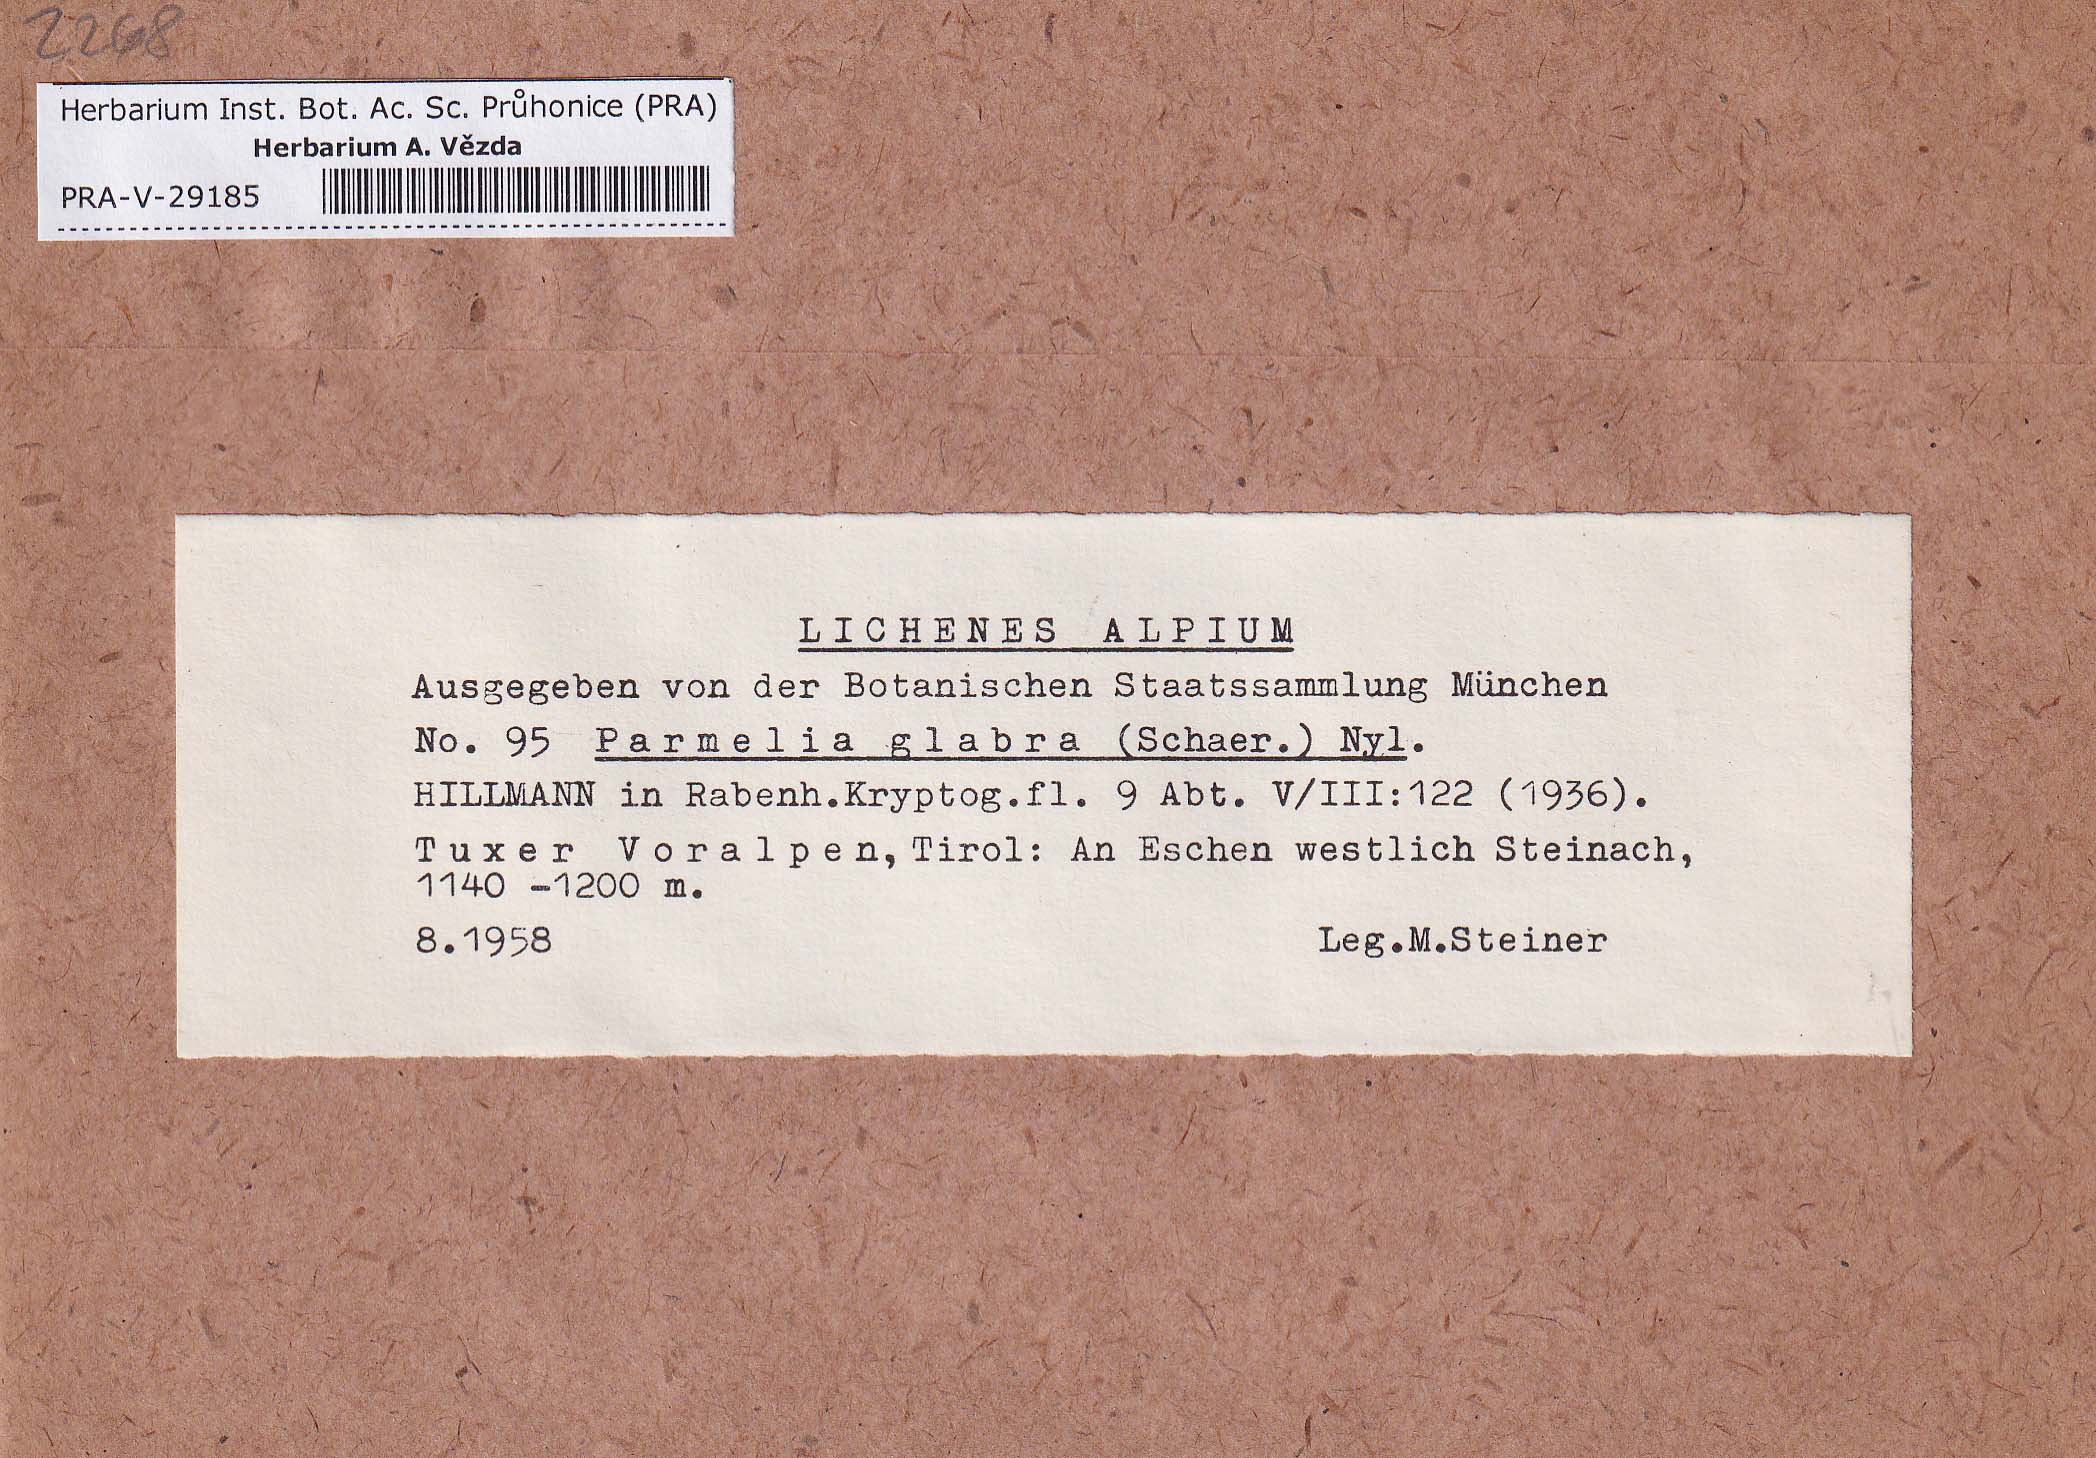 2268
Herbarium Inst. Bot. Ac. Sc. Průhonice (PRA)
Herbarium A. Vězda
PRA-V-29185
LICHENES ALPIUM
Ausgegeben von der Botanischen Staatssammlung München
No. 95 Parmelia glabra (Schaer.) Nyl.
HILLMANN in Rabenh.Kryptog.fl. 9 Abt. V/III:122 (1936).
Tuxer Voralpen, Tirol: An Eschen westlich Steinach,
1140 -1200 m.
8.1958 Leg.M.Steiner